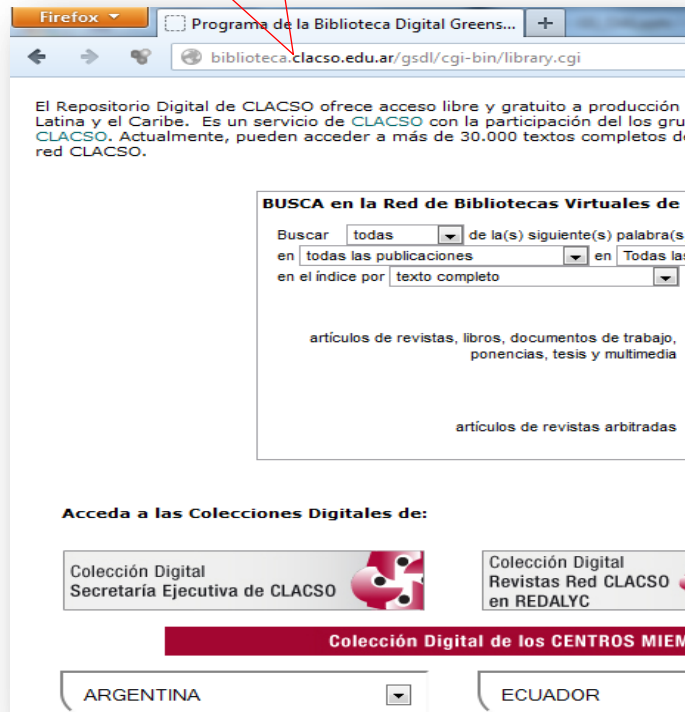 Firefox
Programa de la Biblioteca Digital Greens...
+
biblioteca.clacso.edu.ar/gsdl/cgi-bin/library.cgi
El Repositorio Digital de CLACSO ofrece acceso libre y gratuito a producción
Latina y el Caribe. Es un servicio de CLACSO con la participación del los gru
CLACSO. Actualmente, pueden acceder a más de 30.000 textos completos de
red CLACSO.
BUSCA en la Red de Bibliotecas Virtuales de
Buscar todas de la(s) siguiente(s) palabra(s
en todas las publicaciones en Todas las
en el índice por texto completo
artículos de revistas, libros, documentos de trabajo,
ponencias, tesis y multimedia
artículos de revistas arbitradas
Acceda a las Colecciones Digitales de:
Colección Digital
Secretaría Ejecutiva de CLACSO
Colección Digital
Revistas Red CLACSO
en REDALYC
Colección Digital de los CENTROS MIEM
ARGENTINA
ECUADOR